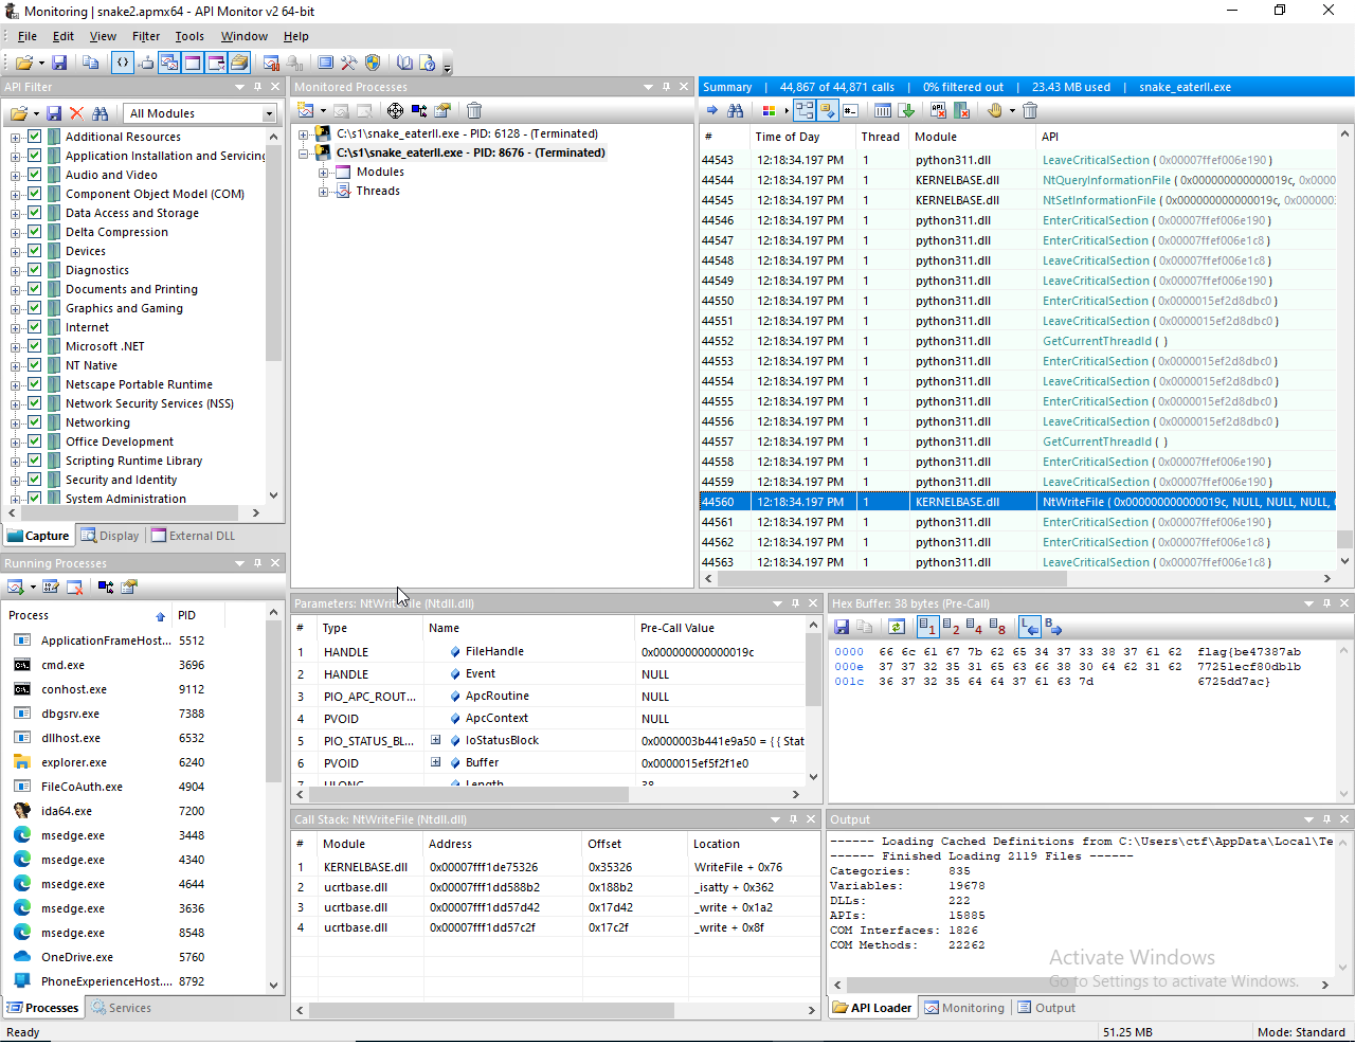 Monitoring | snake2.apmx64 - API Monitor v2 64-bit
File Edit View Filter Tools Window Help
API Filter
All Modules
Additional Resources
Application Installation and Servicing
Audio and Video
Component Object Model (COM)
Data Access and Storage
Delta Compression
Devices
Diagnostics
Documents and Printing
Graphics and Gaming
Internet
Microsoft .NET
NT Native
Netscape Portable Runtime
Network Security Services (NSS)
Networking
Office Development
Scripting Runtime Library
Security and Identity
System Administration
Capture Display External DLL
Monitored Processes
C:\s1\snake_eaterII.exe - PID: 6128 - (Terminated)
C:\s1\snake_eaterII.exe - PID: 8676 - (Terminated)
Modules
Threads
Summary | 44,867 of 44,871 calls | 0% filtered out | 23.43 MB used | snake_eaterII.exe
# Time of Day Thread Module API
44543 12:18:34.197 PM 1 python311.dll LeaveCriticalSection ( 0x00007ffef006e190 )
44544 12:18:34.197 PM 1 KERNELBASE.dll NtQueryInformationFile ( 0x000000000000019c, 0x0000
44545 12:18:34.197 PM 1 KERNELBASE.dll NtSetInformationFile ( 0x000000000000019c, 0x000000
44546 12:18:34.197 PM 1 python311.dll EnterCriticalSection ( 0x00007ffef006e190 )
44547 12:18:34.197 PM 1 python311.dll EnterCriticalSection ( 0x00007ffef006e1c8 )
44548 12:18:34.197 PM 1 python311.dll LeaveCriticalSection ( 0x00007ffef006e1c8 )
44549 12:18:34.197 PM 1 python311.dll LeaveCriticalSection ( 0x00007ffef006e190 )
44550 12:18:34.197 PM 1 python311.dll EnterCriticalSection ( 0x0000015ef2d8dbc0 )
44551 12:18:34.197 PM 1 python311.dll LeaveCriticalSection ( 0x0000015ef2d8dbc0 )
44552 12:18:34.197 PM 1 python311.dll GetCurrentThreadId ( )
44553 12:18:34.197 PM 1 python311.dll EnterCriticalSection ( 0x0000015ef2d8dbc0 )
44554 12:18:34.197 PM 1 python311.dll LeaveCriticalSection ( 0x0000015ef2d8dbc0 )
44555 12:18:34.197 PM 1 python311.dll EnterCriticalSection ( 0x0000015ef2d8dbc0 )
44556 12:18:34.197 PM 1 python311.dll LeaveCriticalSection ( 0x0000015ef2d8dbc0 )
44557 12:18:34.197 PM 1 python311.dll GetCurrentThreadId ( )
44558 12:18:34.197 PM 1 python311.dll EnterCriticalSection ( 0x00007ffef006e190 )
44559 12:18:34.197 PM 1 python311.dll LeaveCriticalSection ( 0x00007ffef006e190 )
44560 12:18:34.197 PM 1 KERNELBASE.dll NtWriteFile ( 0x000000000000019c, NULL, NULL, NULL,
44561 12:18:34.197 PM 1 python311.dll EnterCriticalSection ( 0x00007ffef006e190 )
44562 12:18:34.197 PM 1 python311.dll EnterCriticalSection ( 0x00007ffef006e1c8 )
44563 12:18:34.197 PM 1 python311.dll LeaveCriticalSection ( 0x00007ffef006e1c8 )
Running Processes
Process PID
ApplicationFrameHost... 5512
cmd.exe 3696
conhost.exe 9112
dbgsrv.exe 7388
dllhost.exe 6532
explorer.exe 6240
FileCoAuth.exe 4904
ida64.exe 7200
msedge.exe 3448
msedge.exe 4340
msedge.exe 4644
msedge.exe 3636
msedge.exe 8548
OneDrive.exe 5760
PhoneExperienceHost.... 8792
Processes Services
Parameters: NtWriteFile (Ntdll.dll)
# Type Name Pre-Call Value
1 HANDLE FileHandle 0x000000000000019c
2 HANDLE Event NULL
3 PIO_APC_ROUT... ApcRoutine NULL
4 PVOID ApcContext NULL
5 PIO_STATUS_BL... IoStatusBlock 0x0000003b441e9a50 = { { Stat
6 PVOID Buffer 0x0000015ef5f2f1e0
7 ULONG Length 38
Hex Buffer: 38 bytes (Pre-Call)
1 2 4 8 L B
0000 66 6c 61 67 7b 62 65 34 37 33 38 37 61 62 flag{be47387ab
000e 37 37 32 35 31 65 63 66 38 30 64 62 31 62 77251ecf80db1b
001c 36 37 32 35 64 64 37 61 63 7d 6725dd7ac}
Call Stack: NtWriteFile (Ntdll.dll)
# Module Address Offset Location
1 KERNELBASE.dll 0x00007fff1de75326 0x35326 WriteFile + 0x76
2 ucrtbase.dll 0x00007fff1dd588b2 0x188b2 _isatty + 0x362
3 ucrtbase.dll 0x00007fff1dd57d42 0x17d42 _write + 0x1a2
4 ucrtbase.dll 0x00007fff1dd57c2f 0x17c2f _write + 0x8f
Output
------ Loading Cached Definitions from C:\Users\ctf\AppData\Local\Te
------ Finished Loading 2119 Files ------
Categories: 835
Variables: 19678
DLLs: 222
APIs: 15885
COM Interfaces: 1826
COM Methods: 22262
Activate Windows
Go to Settings to activate Windows.
API Loader Monitoring Output
Ready 51.25 MB Mode: Standard